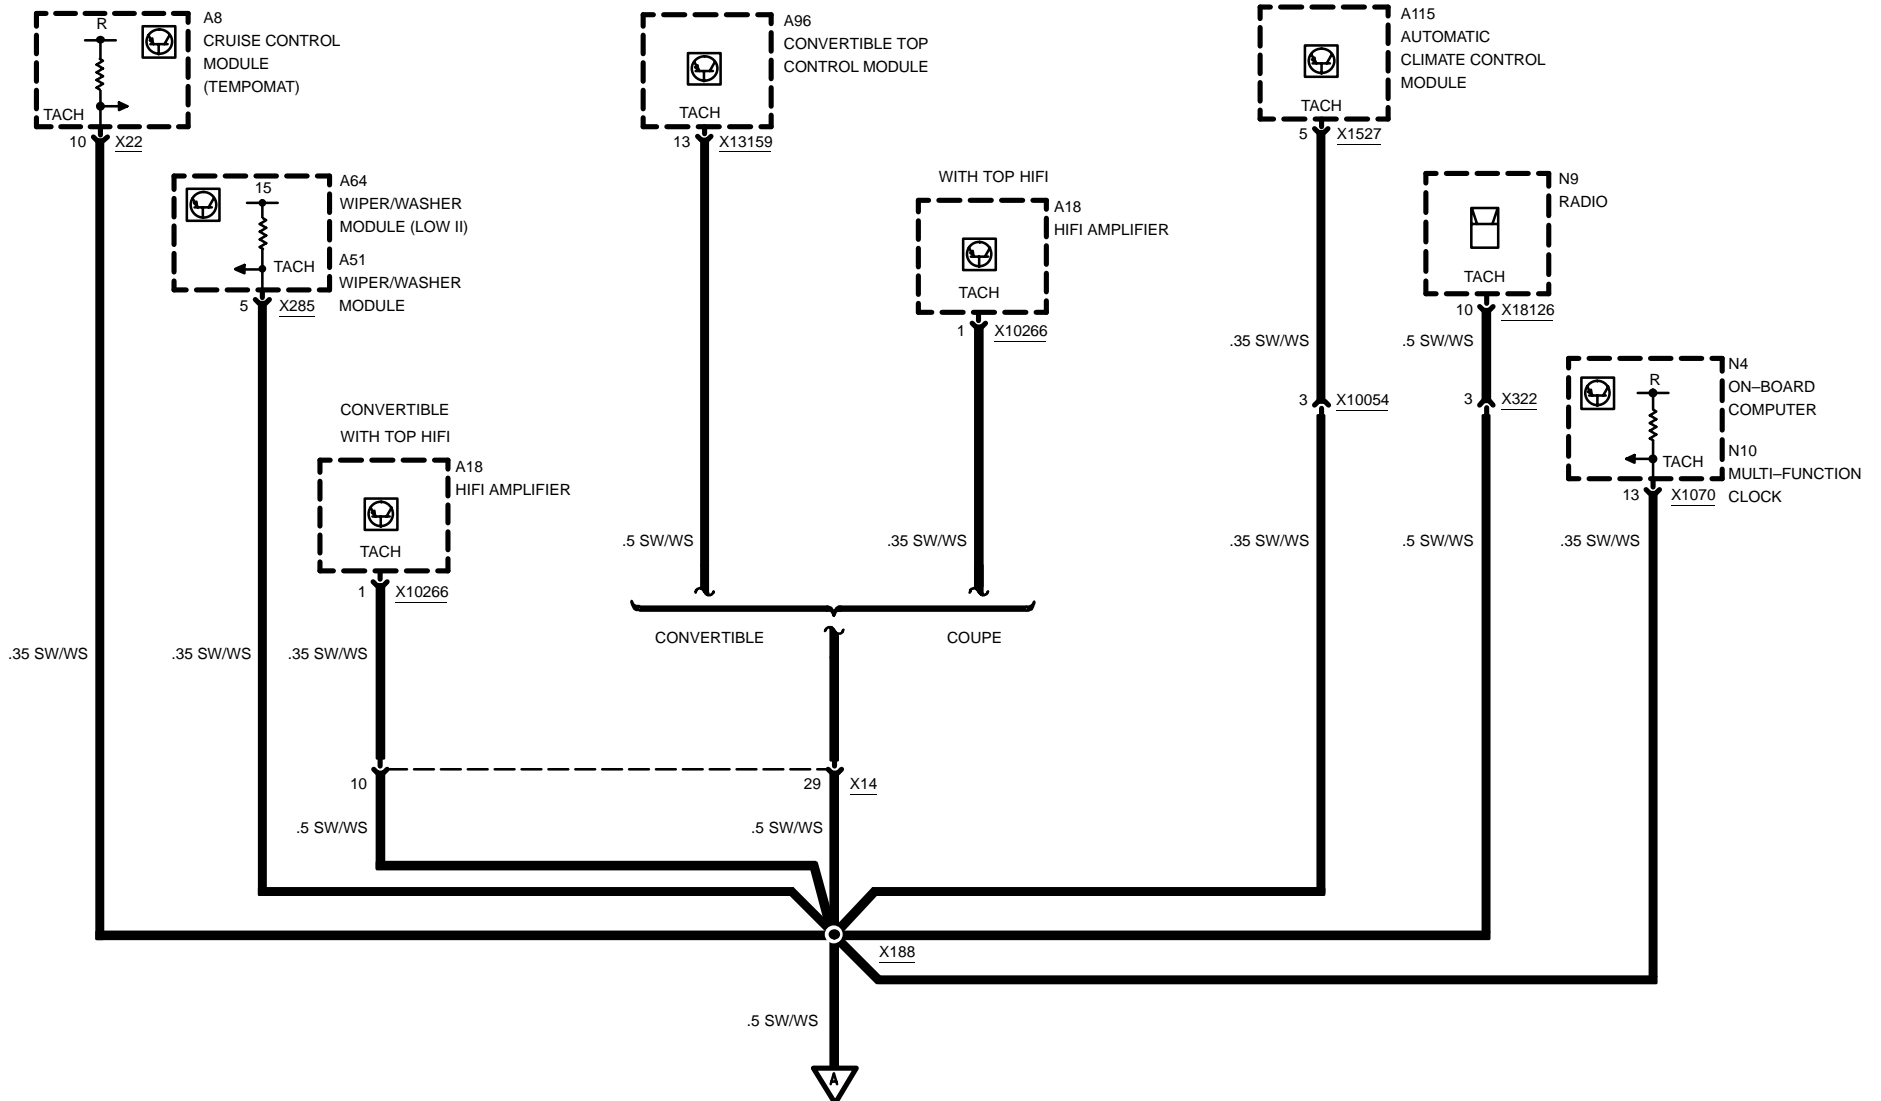 R
A8
CRUISE CONTROL
MODULE
(TEMPOMAT)
TACH
10 X22
A96
CONVERTIBLE TOP
CONTROL MODULE
TACH
13 X13159
A115
AUTOMATIC
CLIMATE CONTROL
MODULE
TACH
5 X1527
15
A64
WIPER/WASHER
MODULE (LOW II)
TACH
A51
WIPER/WASHER
MODULE
5 X285
WITH TOP HIFI
A18
HIFI AMPLIFIER
TACH
1 X10266
N9
RADIO
TACH
10 X18126
.35 SW/WS
.5 SW/WS
3 X10054
3 X322
R
N4
ON–BOARD
COMPUTER
TACH
N10
MULTI–FUNCTION
CLOCK
13 X1070
CONVERTIBLE
WITH TOP HIFI
A18
HIFI AMPLIFIER
TACH
1 X10266
.5 SW/WS
.35 SW/WS
.35 SW/WS
.5 SW/WS
.35 SW/WS
CONVERTIBLE
COUPE
.35 SW/WS
.35 SW/WS
.35 SW/WS
10
29 X14
.5 SW/WS
.5 SW/WS
X188
.5 SW/WS
A